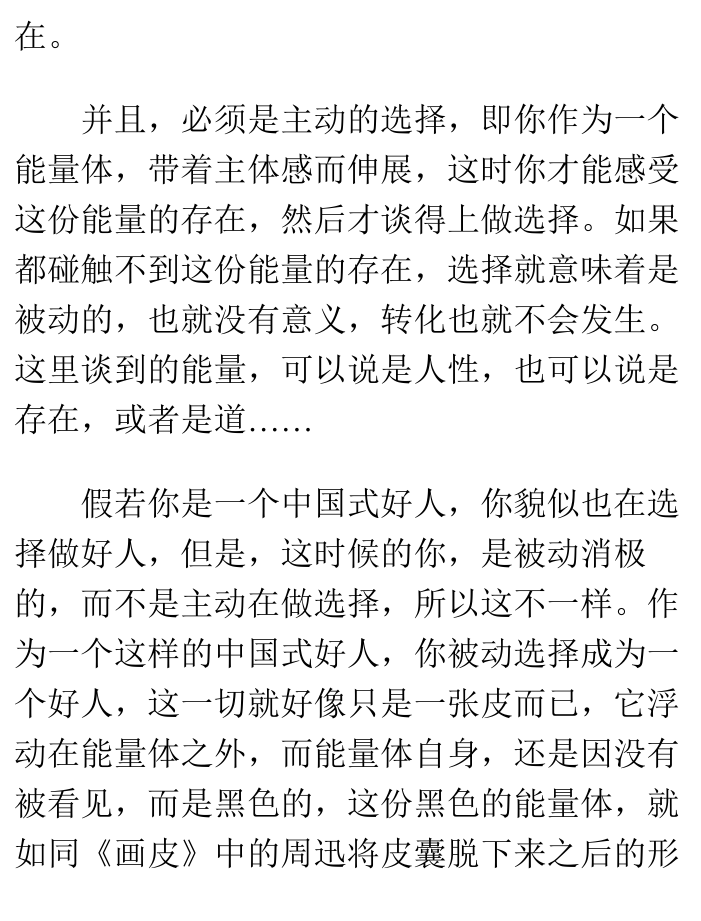 在。
并且，必须是主动的选择，即你作为一个
能量体，带着主体感而伸展，这时你才能感受
这份能量的存在，然后才谈得上做选择。如果
都碰触不到这份能量的存在，选择就意味着是
被动的，也就没有意义，转化也就不会发生。
这里谈到的能量，可以说是人性，也可以说是
存在，或者是道……
假若你是一个中国式好人，你貌似也在选
择做好人，但是，这时候的你，是被动消极
的，而不是主动在做选择，所以这不一样。作
为一个这样的中国式好人，你被动选择成为一
个好人，这一切就好像只是一张皮而已，它浮
动在能量体之外，而能量体自身，还是因没有
被看见，而是黑色的，这份黑色的能量体，就
如同《画皮》中的周迅将皮囊脱下来之后的形